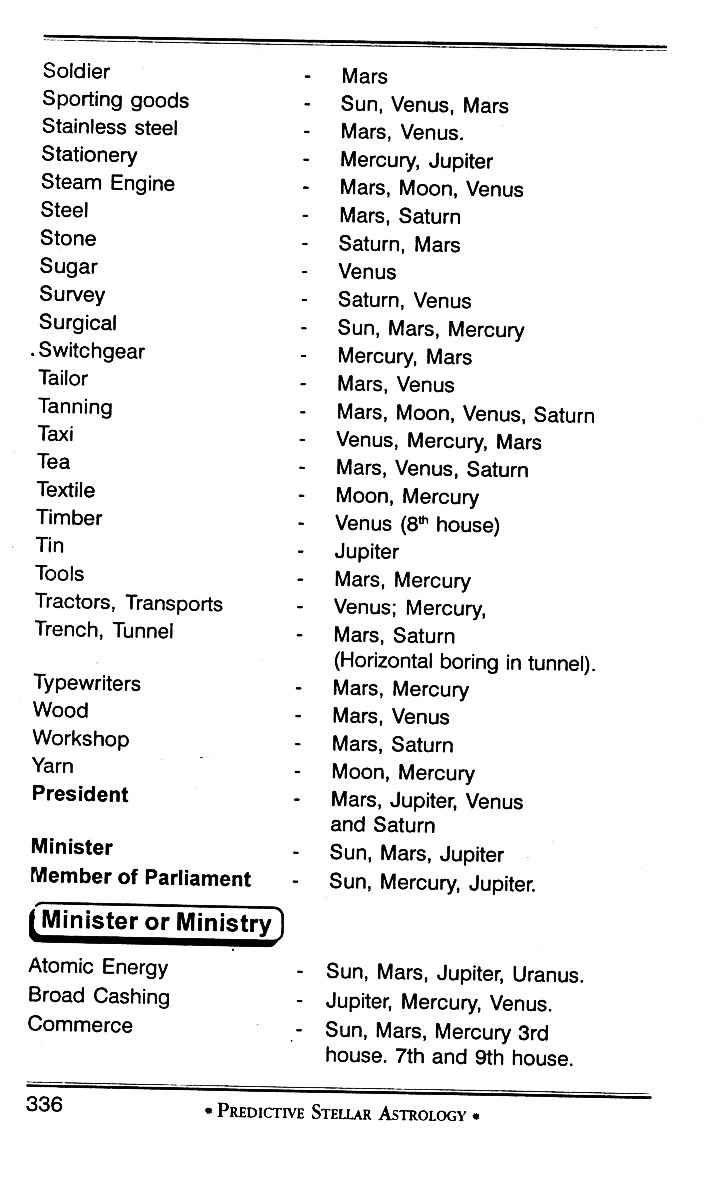 Soldier - Mars
Sporting goods - Sun, Venus, Mars
Stainless steel - Mars, Venus.
Stationery - Mercury, Jupiter
Steam Engine - Mars, Moon, Venus
Steel - Mars, Saturn
Stone - Saturn, Mars
Sugar - Venus
Survey - Saturn, Venus
Surgical - Sun, Mars, Mercury
.Switchgear - Mercury, Mars
Tailor - Mars, Venus
Tanning - Mars, Moon, Venus, Saturn
Taxi - Venus, Mercury, Mars
Tea - Mars, Venus, Saturn
Textile - Moon, Mercury
Timber - Venus (8th house)
Tin - Jupiter
Tools - Mars, Mercury
Tractors, Transports - Venus; Mercury,
Trench, Tunnel - Mars, Saturn
(Horizontal boring in tunnel).
Typewriters - Mars, Mercury
Wood - Mars, Venus
Workshop - Mars, Saturn
Yarn - Moon, Mercury
President - Mars, Jupiter, Venus
and Saturn
Minister - Sun, Mars, Jupiter
Member of Parliament - Sun, Mercury, Jupiter.
Minister or Ministry
Atomic Energy - Sun, Mars, Jupiter, Uranus.
Broad Cashing - Jupiter, Mercury, Venus.
Commerce - Sun, Mars, Mercury 3rd
house. 7th and 9th house.
336 • PREDICTIVE STELLAR ASTROLOGY •